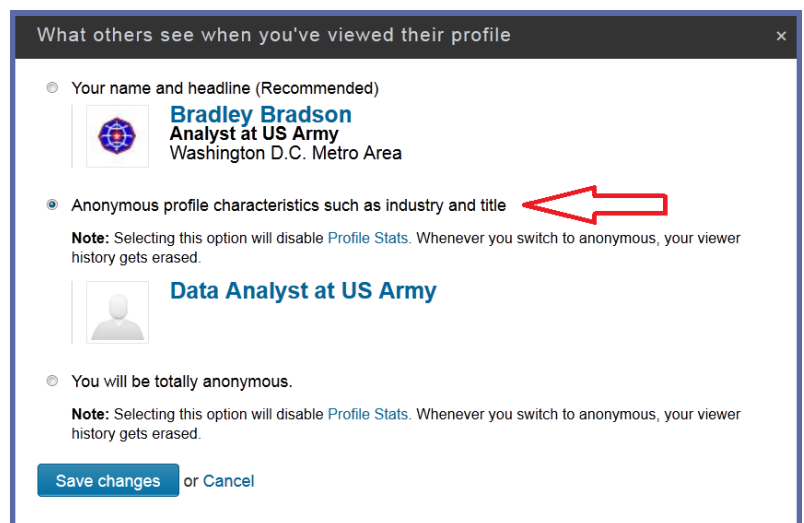 What others see when you've viewed their profile ×
Your name and headline (Recommended)
Bradley Bradson
Analyst at US Army
Washington D.C. Metro Area
Anonymous profile characteristics such as industry and title
Note: Selecting this option will disable Profile Stats. Whenever you switch to anonymous, your viewer
history gets erased.
Data Analyst at US Army
You will be totally anonymous.
Note: Selecting this option will disable Profile Stats. Whenever you switch to anonymous, your viewer
history gets erased.
Save changes or Cancel